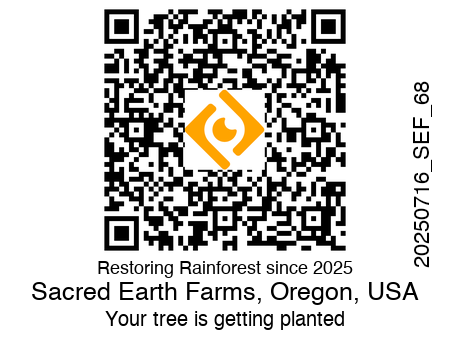 20250716_SEF_68
Restoring Rainforest since 2025
Sacred Earth Farms, Oregon, USA
Your tree is getting planted